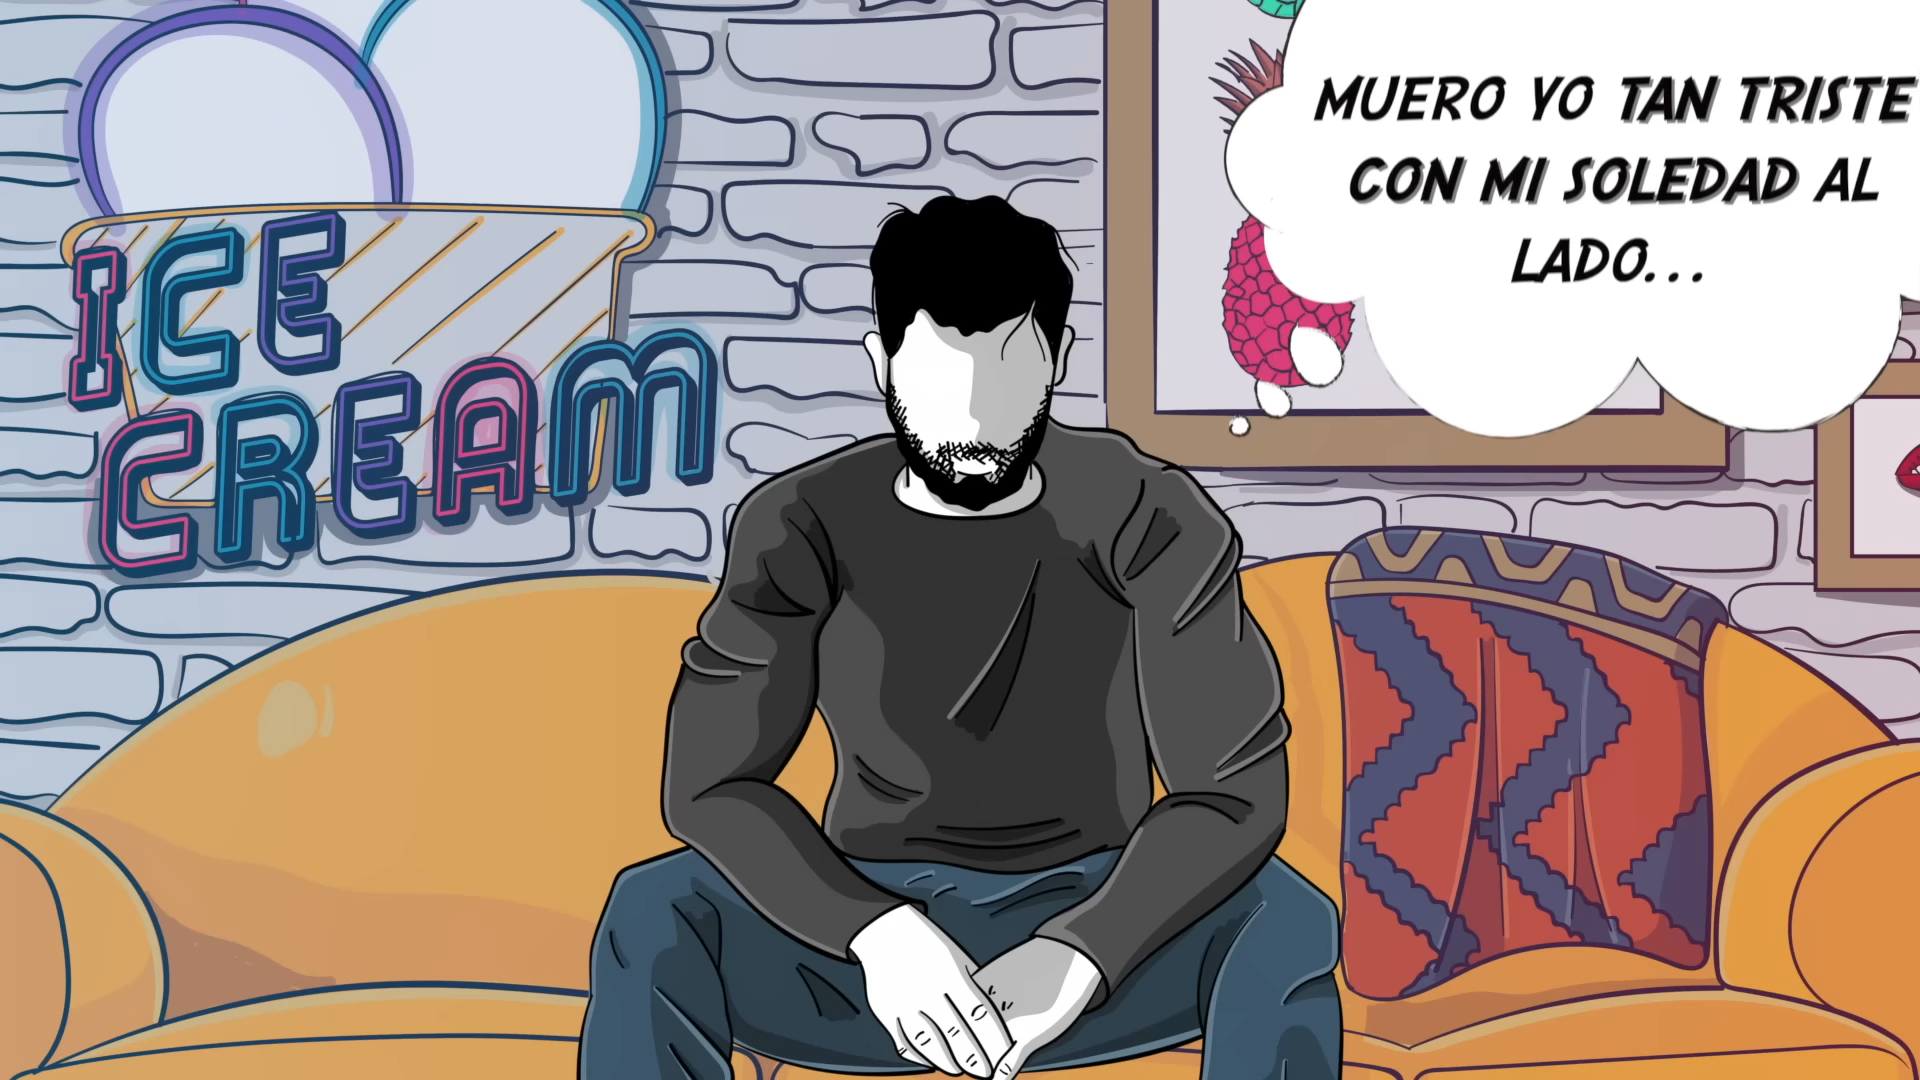 ICE
CREAM
MUERO YO TAN TRISTE
CON MI SOLEDAD AL
LADO...